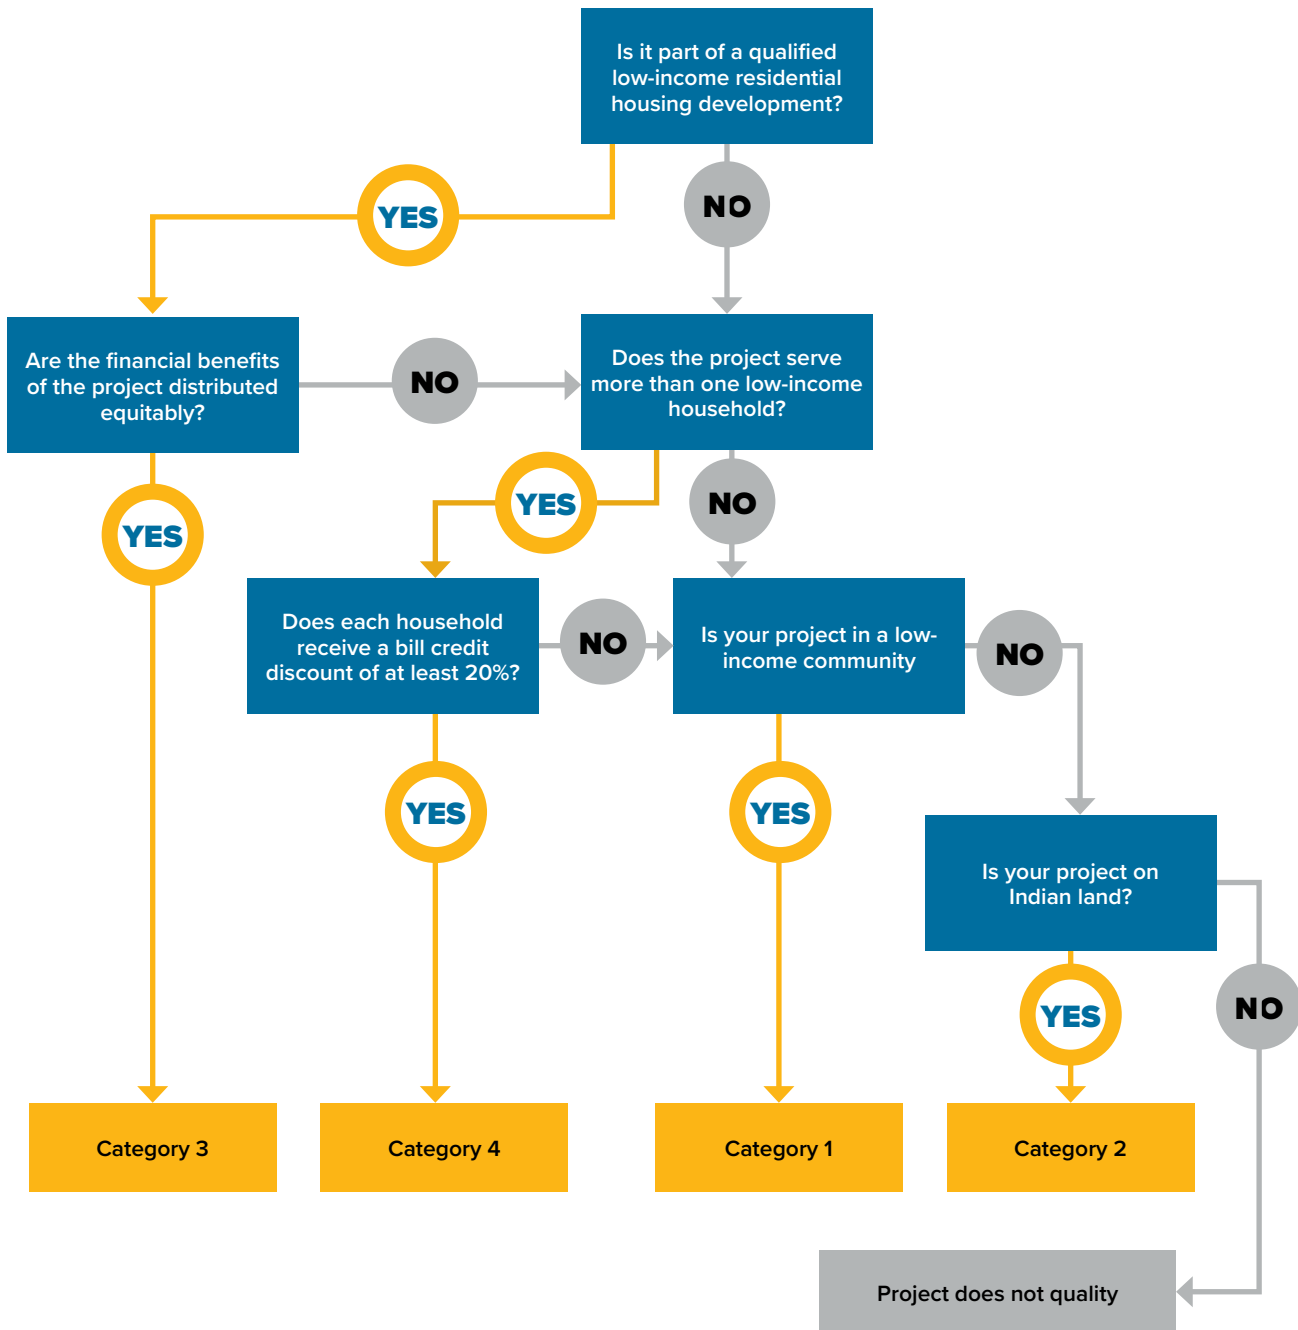 Is it part of a qualified
low-income residential
housing development?
YES
NO
Are the financial benefits
of the project distributed
equitably?
NO
Does the project serve
more than one low-income
household?
YES
YES
NO
Does each household
receive a bill credit
discount of at least 20%?
NO
Is your project in a low-
income community
NO
YES
YES
Is your project on
Indian land?
YES
NO
Category 3
Category 4
Category 1
Category 2
Project does not quality